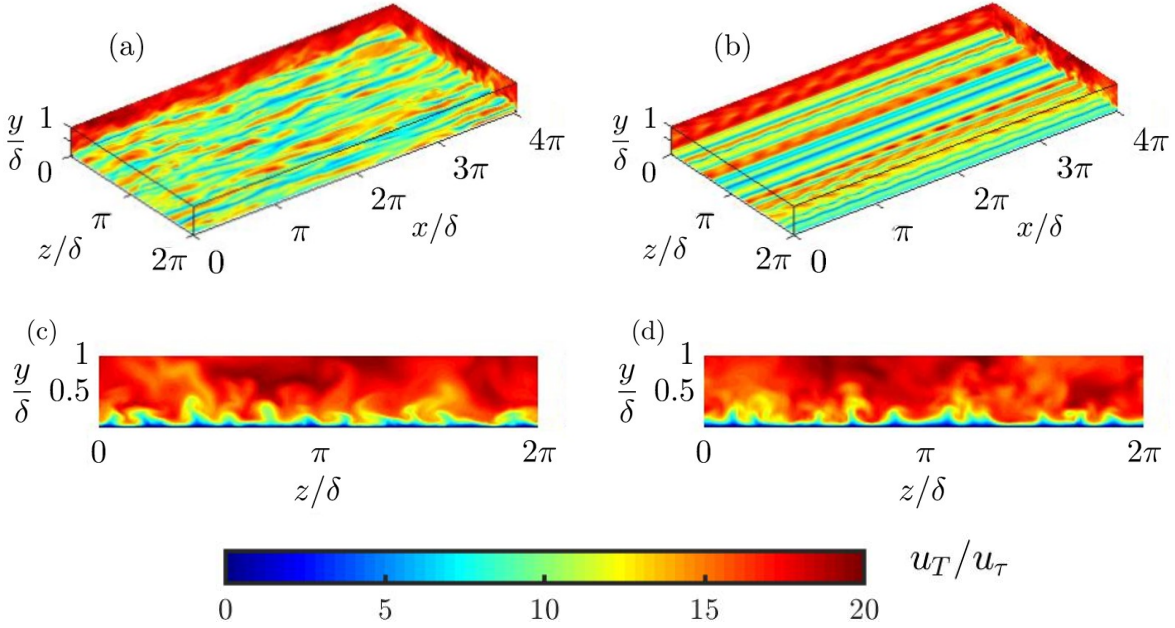 (a)
y/δ
1
0
π
2π
z/δ
0
π
2π
3π
4π
x/δ
(b)
y/δ
1
0
π
2π
z/δ
0
π
2π
3π
4π
x/δ
(c)
y/δ
1
0.5
0 π 2π
z/δ
(d)
y/δ
1
0.5
0 π 2π
z/δ
u_T/u_τ
0 5 10 15 20